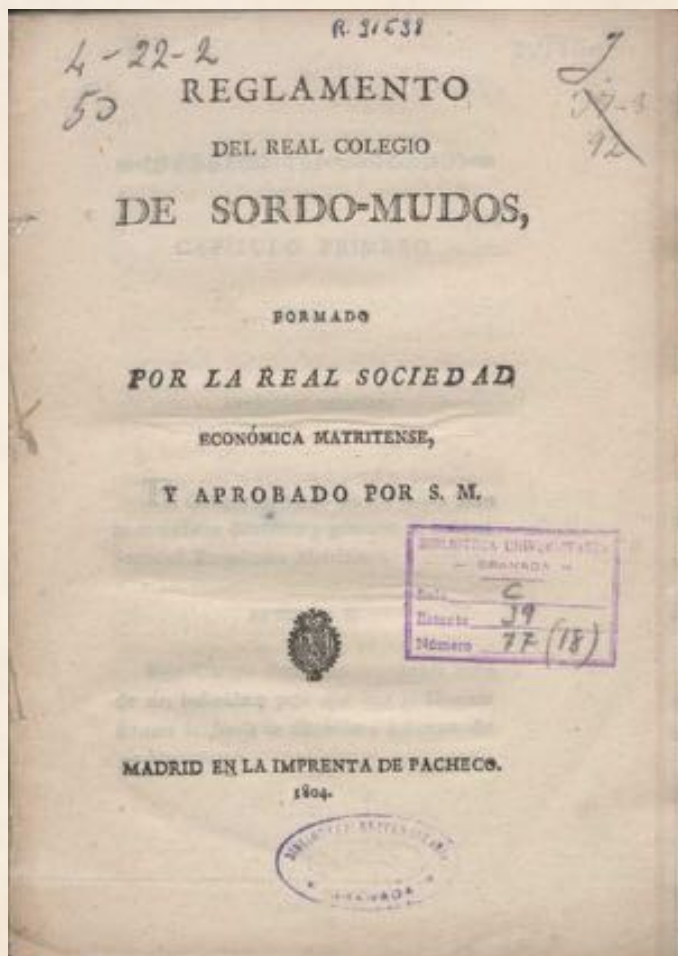 R. 31638
4-22-2
50
REGLAMENTO
DEL REAL COLEGIO
DE SORDO-MUDOS,
FORMADO
POR LA REAL SOCIEDAD
ECONÓMICA MATRITENSE,
Y APROBADO POR S. M.
BIBLIOTECA UNIVERSITARIA
— GRANADA —
Sala C
Estante 39
Número 77 (18)
MADRID EN LA IMPRENTA DE PACHECO.
1804.
GRANADA